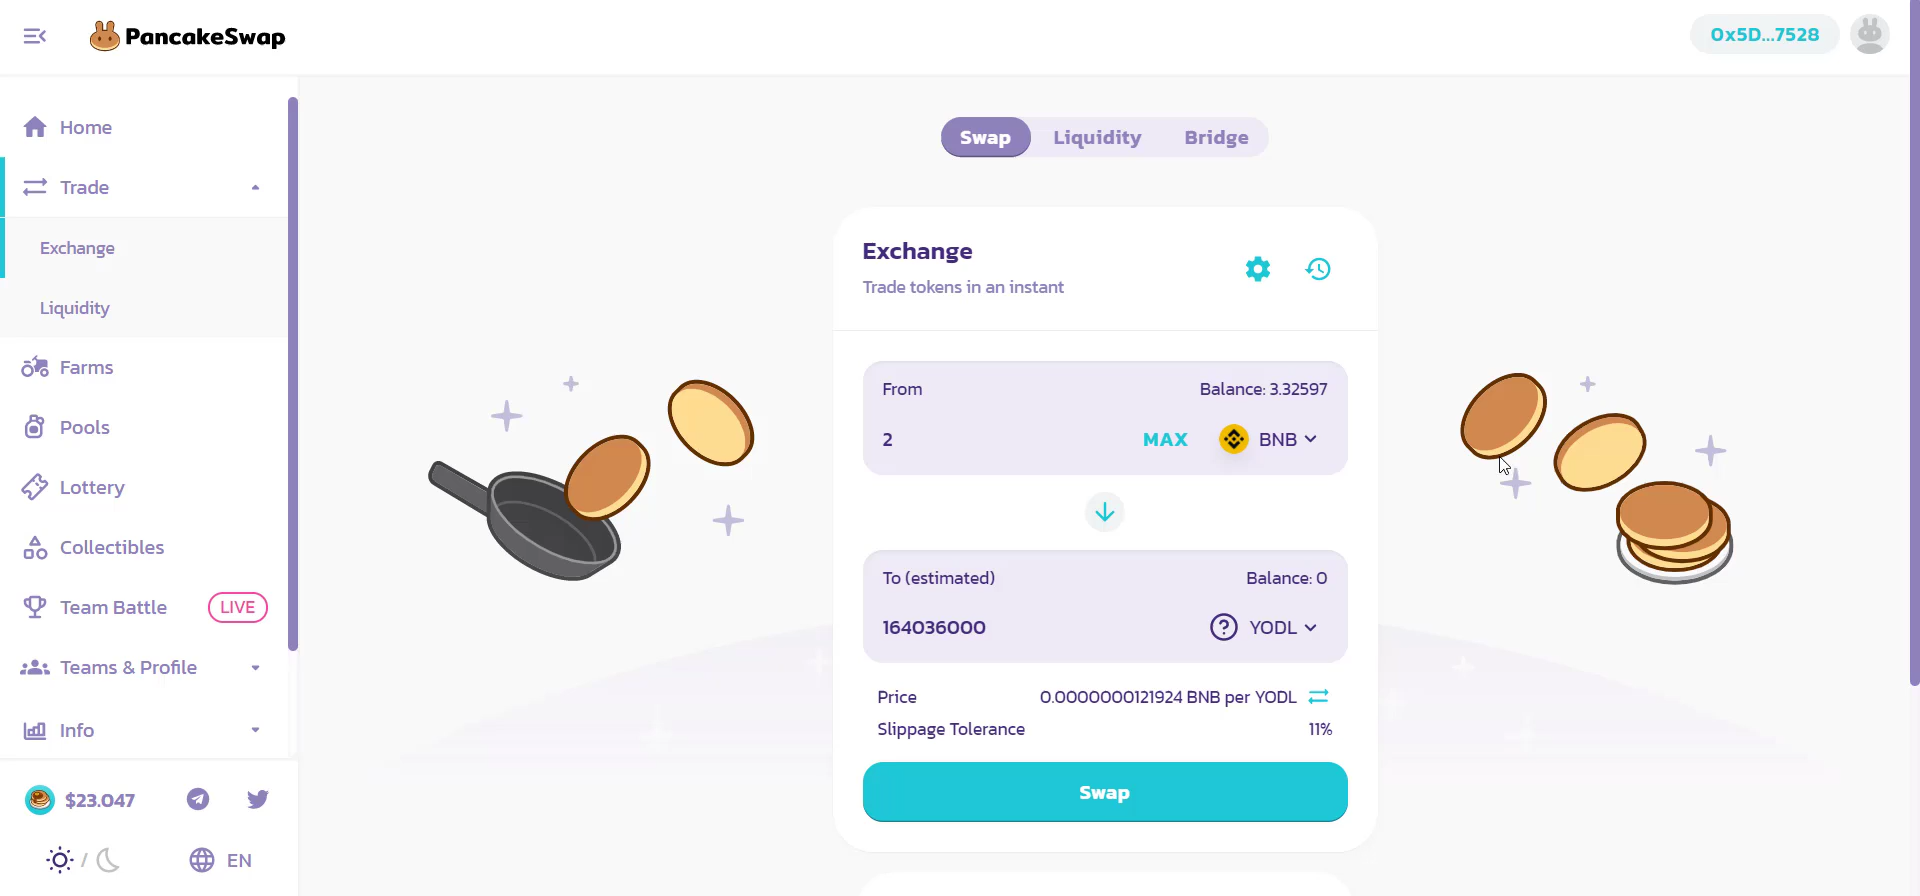 PancakeSwap
0x5D...7528
Home
Trade
Exchange
Liquidity
Farms
Pools
Lottery
Collectibles
Team Battle LIVE
Teams & Profile
Info
$23.047
/
EN
Swap Liquidity Bridge
Exchange
Trade tokens in an instant
From Balance: 3.32597
2 MAX BNB
To (estimated) Balance: 0
164036000 ? YODL
Price 0.0000000121924 BNB per YODL
Slippage Tolerance 11%
Swap